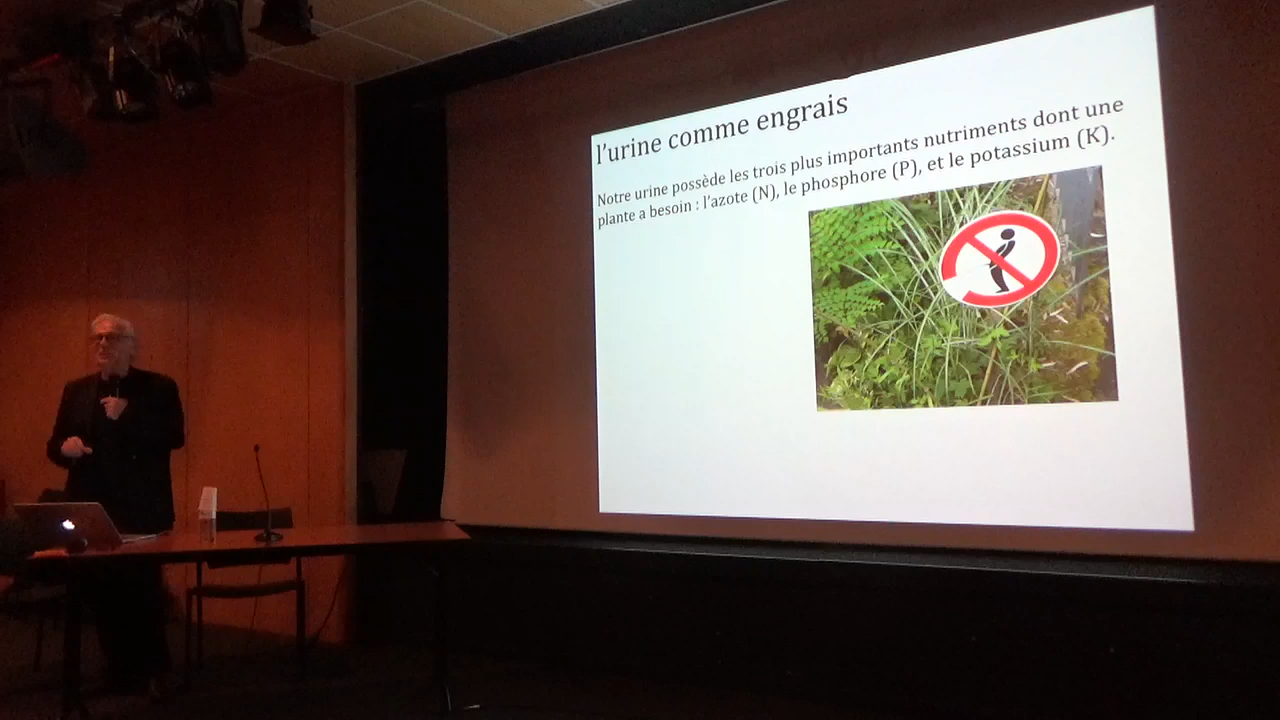 l'urine comme engrais
Notre urine possède les trois plus importants nutriments dont une
plante a besoin : l'azote (N), le phosphore (P), et le potassium (K).